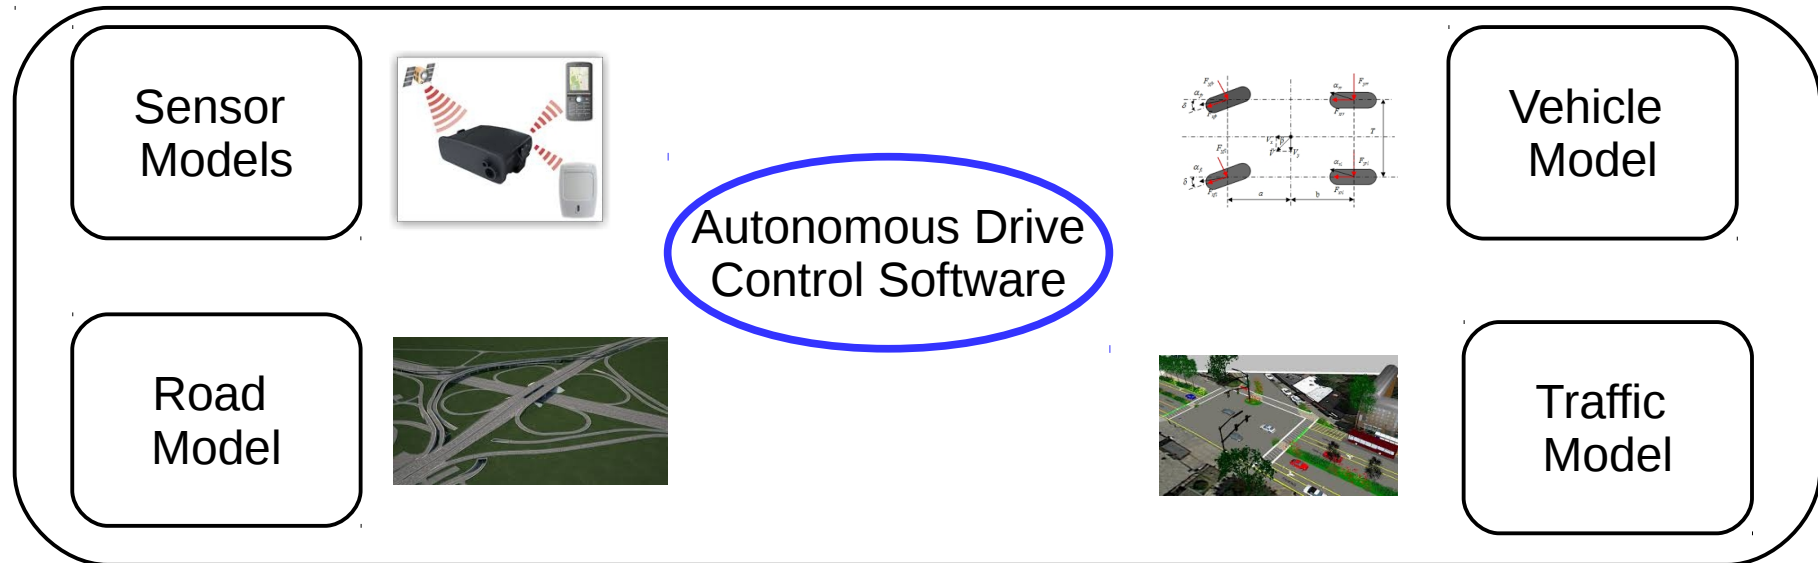 Sensor
Models
Vehicle
Model
Autonomous Drive
Control Software
Road
Model
Traffic
Model
T
a
b